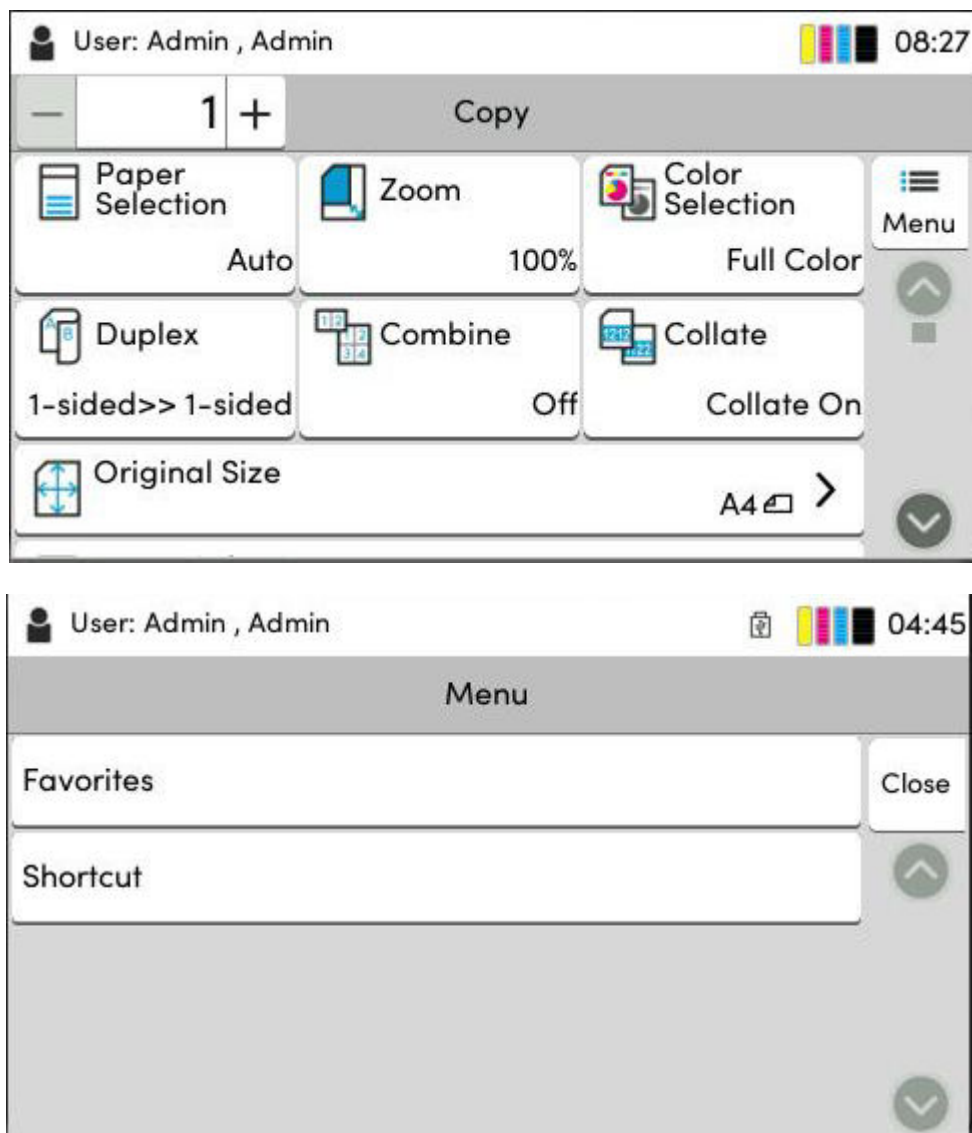 User: Admin , Admin 08:27
1 Copy
Paper Selection
Auto
Zoom
100%
Color Selection
Full Color
Menu
Duplex
1-sided>> 1-sided
Combine
Off
Collate
Collate On
Original Size
A4
User: Admin , Admin 04:45
Menu
Favorites
Close
Shortcut